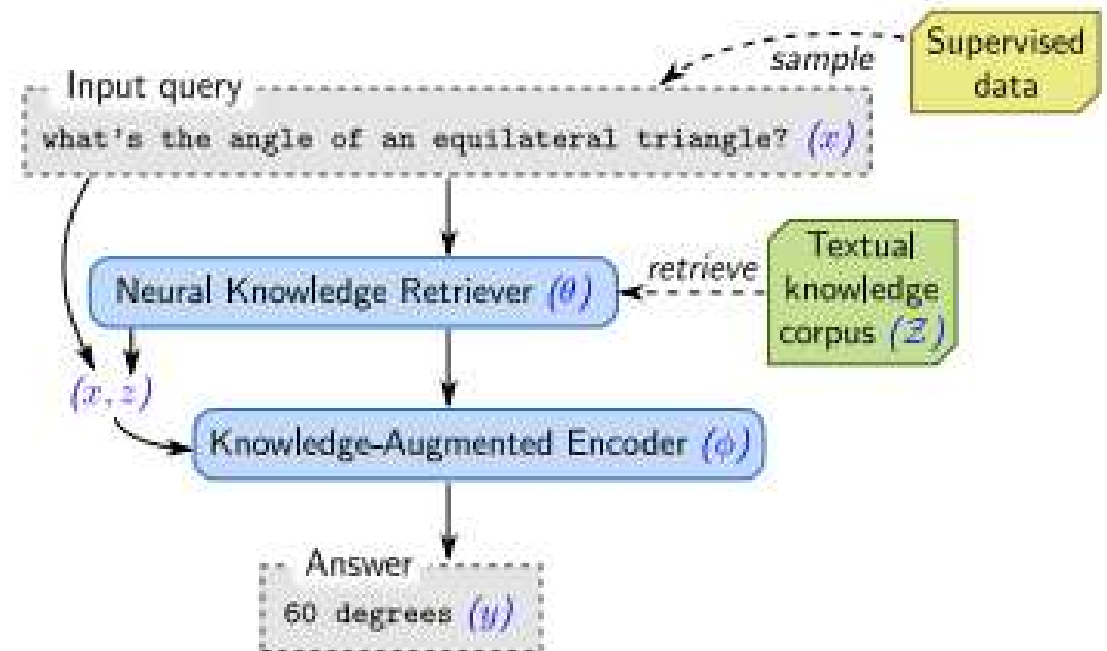 Supervised
data
sample
Input query
what's the angle of an equilateral triangle? (x)
Textual
knowledge
corpus (Z)
retrieve
Neural Knowledge Retriever (θ)
(x, z)
Knowledge-Augmented Encoder (ϕ)
Answer
60 degrees (y)